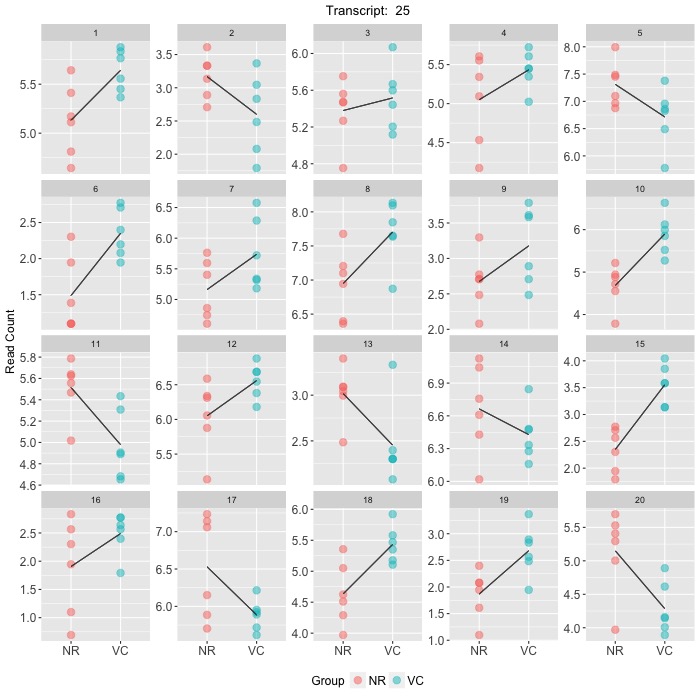 Transcript: 25
1 2 3 4 5
5.5 5.0
3.5 3.0 2.5 2.0
6.0 5.6 5.2 4.8
5.5 5.0 4.5
8.0 7.5 7.0 6.5 6.0
6 7 8 9 10
2.5 2.0 1.5
6.5 6.0 5.5 5.0
8.0 7.5 7.0 6.5
3.5 3.0 2.5 2.0
6 5 4
Read Count
11 12 13 14 15
5.8 5.6 5.4 5.2 5.0 4.8 4.6
6.5 6.0 5.5
3.0 2.5
6.9 6.6 6.3 6.0
4.0 3.5 3.0 2.5 2.0
16 17 18 19 20
2.5 2.0 1.5 1.0
7.0 6.5 6.0
6.0 5.5 5.0 4.5 4.0
3.0 2.5 2.0 1.5 1.0
5.5 5.0 4.5 4.0
NR VC NR VC NR VC NR VC NR VC
Group NR VC